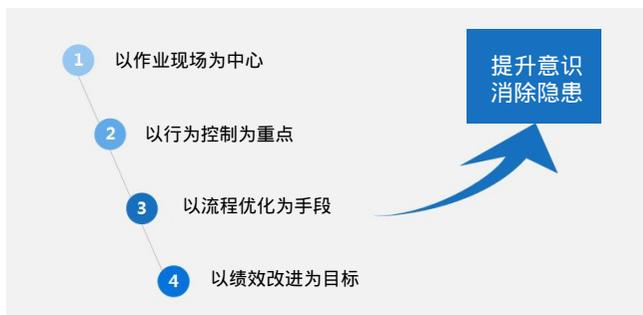 1 以作业现场为中心
2 以行为控制为重点
3 以流程优化为手段
4 以绩效改进为目标
提升意识
消除隐患